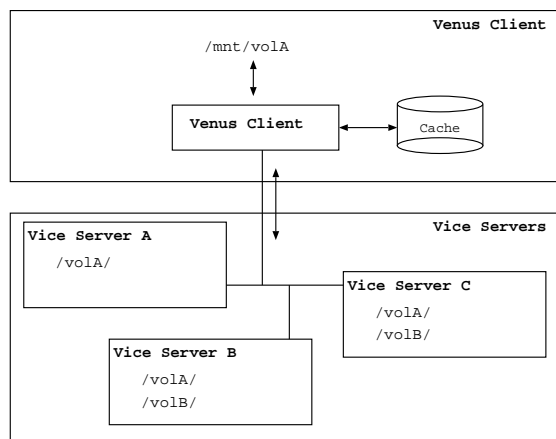 Venus Client
/mnt/volA
Venus Client
Cache
Vice Servers
Vice Server A
/volA/
Vice Server C
/volA/
/volB/
Vice Server B
/volA/
/volB/